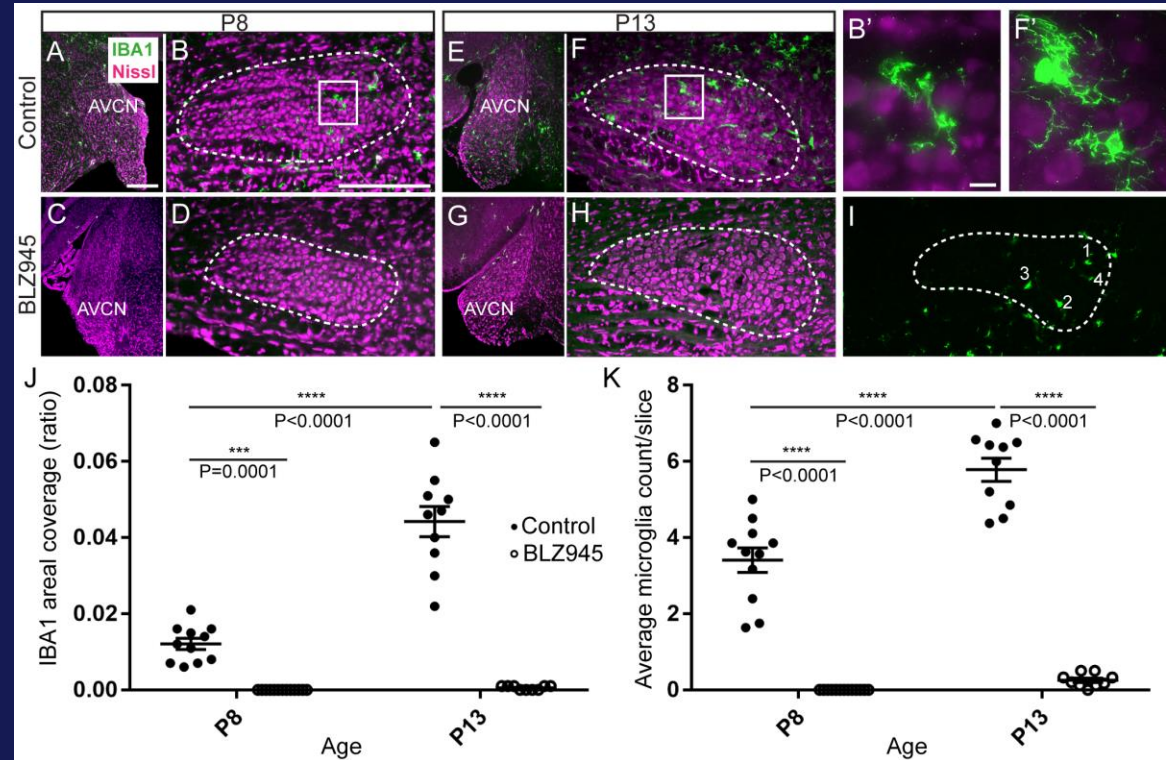 P8
P13
Control
A
IBA1
Nissl
AVCN
B
E
AVCN
F
B'
F'
BLZ945
C
AVCN
D
G
AVCN
H
I
1
3
4
2
J
0.08
0.06
0.04
0.02
0.00
IBA1 areal coverage (ratio)
****
P<0.0001
****
P<0.0001
***
P=0.0001
Control
BLZ945
P8
P13
Age
K
8
6
4
2
0
Average microglia count/slice
****
P<0.0001
****
P<0.0001
****
P<0.0001
P8
P13
Age